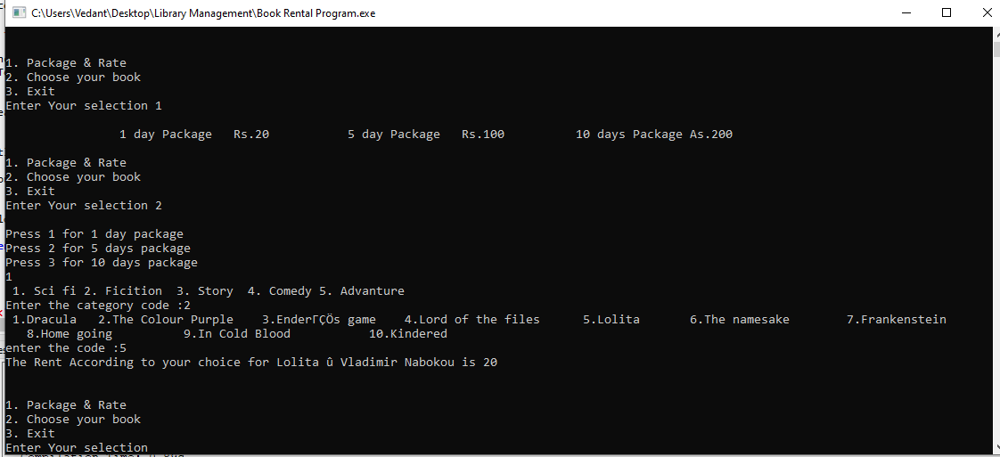 C:\Users\Vedant\Desktop\Library Management\Book Rental Program.exe
1. Package & Rate
2. Choose your book
3. Exit
Enter Your selection 1
1 day Package Rs.20 5 day Package Rs.100 10 days Package As.200
1. Package & Rate
2. Choose your book
3. Exit
Enter Your selection 2
Press 1 for 1 day package
Press 2 for 5 days package
Press 3 for 10 days package
1
1. Sci fi 2. Ficition 3. Story 4. Comedy 5. Advanture
Enter the category code :2
1.Dracula 2.The Colour Purple 3.EnderΓÇÖs game 4.Lord of the files 5.Lolita 6.The namesake 7.Frankenstein
8.Home going 9.In Cold Blood 10.Kindered
enter the code :5
The Rent According to your choice for Lolita û Vladimir Nabokou is 20
1. Package & Rate
2. Choose your book
3. Exit
Enter Your selection